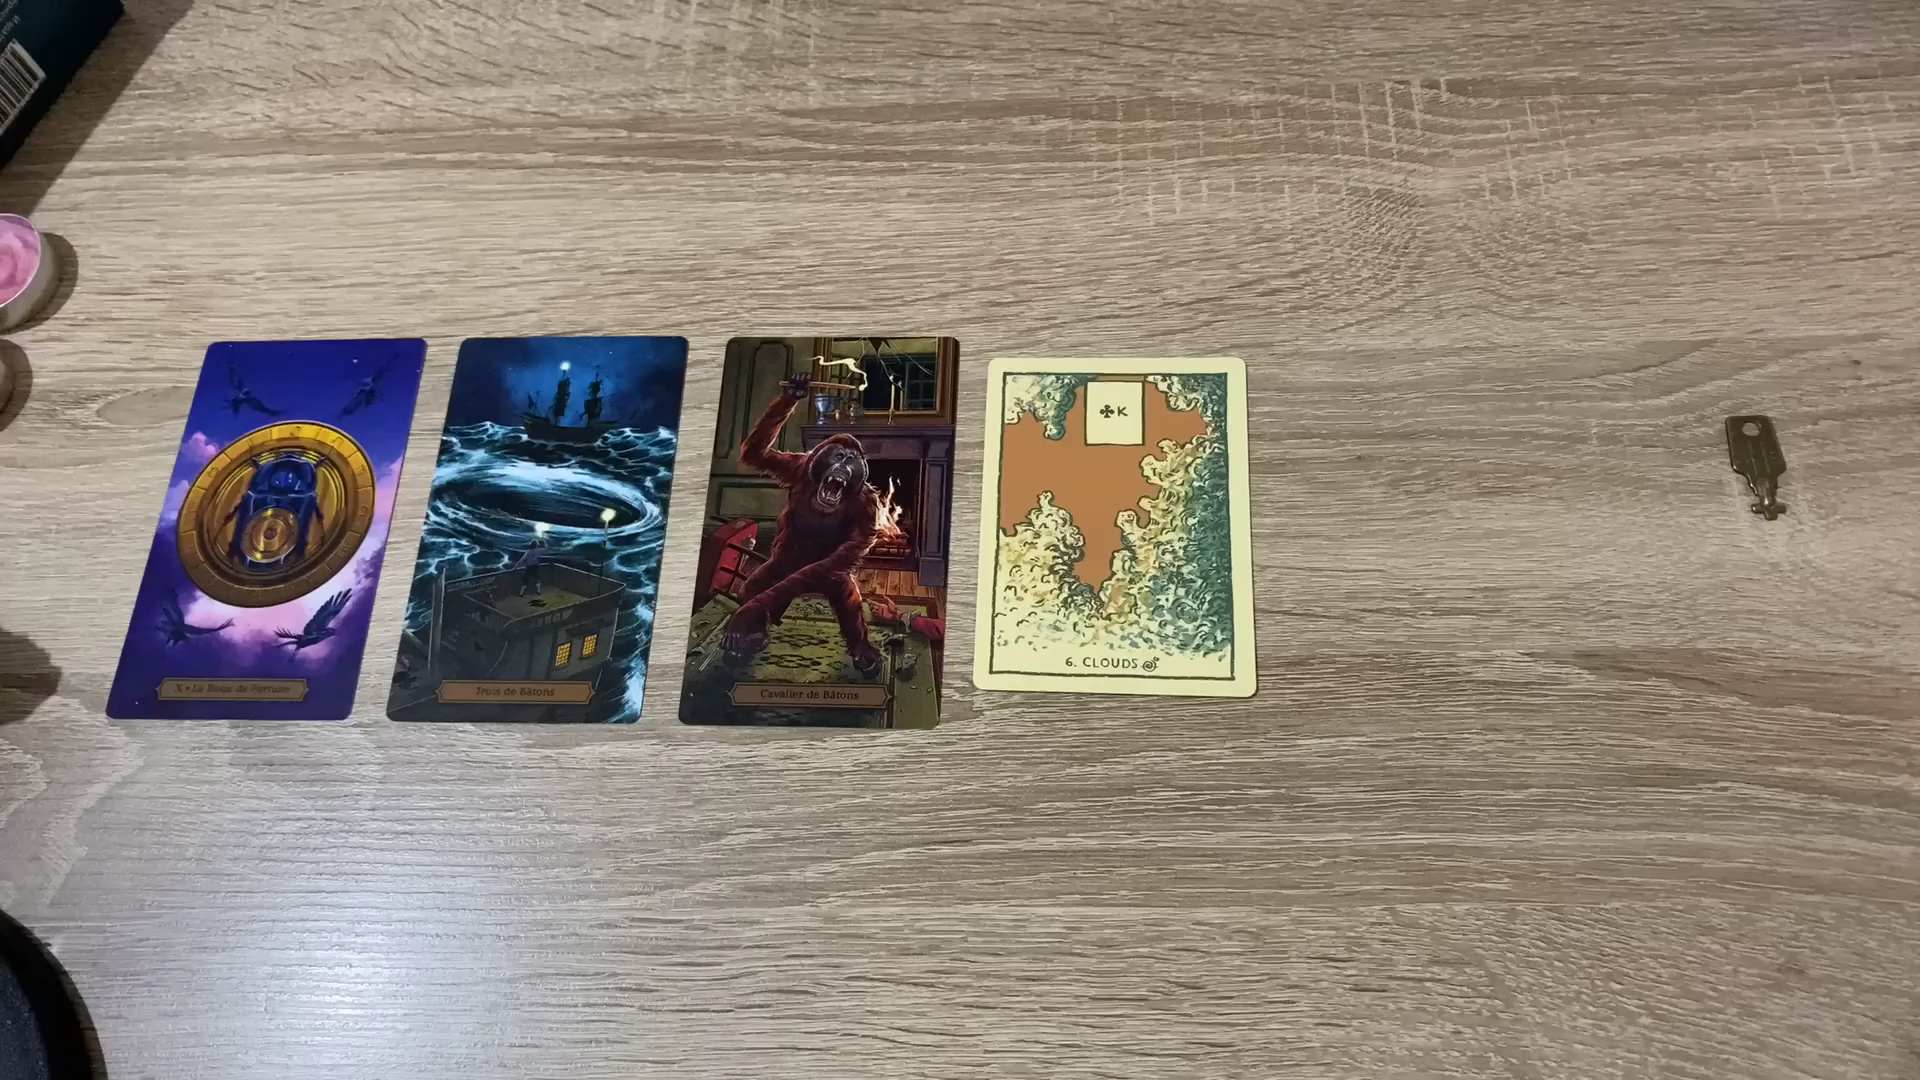 X • La Roue de Fortune
Trois de Bâtons
Cavalier de Bâtons
K
6. CLOUDS